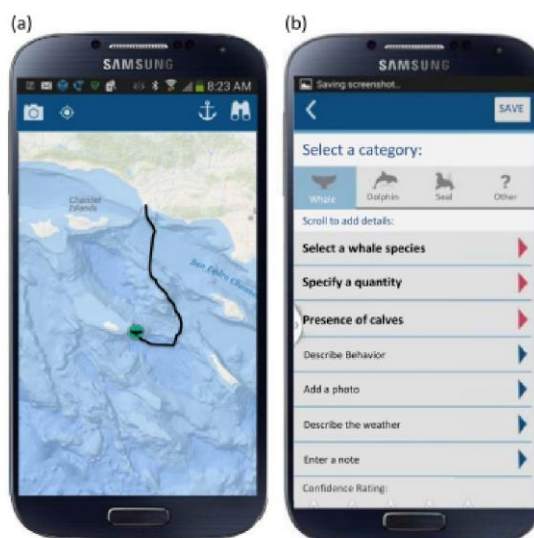 (a)
SAMSUNG
8:23 AM
Channel
Islands
San Pedro Channel
(b)
SAMSUNG
Saving screenshot...
SAVE
Select a category:
Whale
Dolphin
Seal
?
Other
Scroll to add details:
Select a whale species
Specify a quantity
Presence of calves
Describe Behavior
Add a photo
Describe the weather
Enter a note
Confidence Rating: